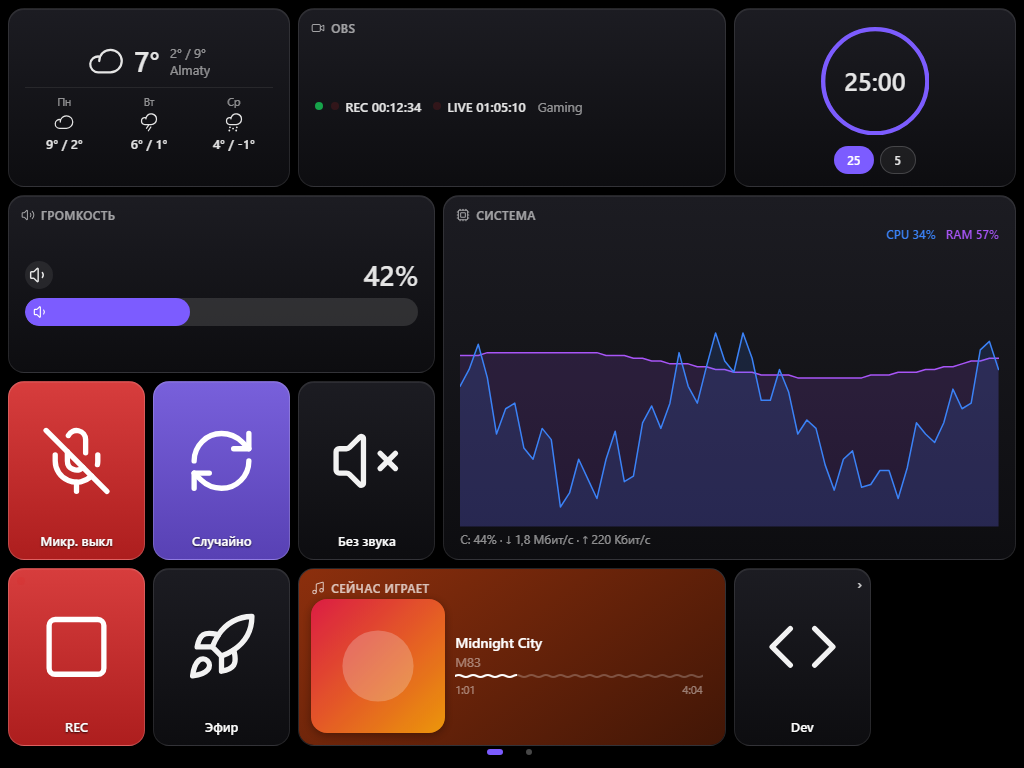 7°
2° / 9°
Almaty
Пн
Вт
Ср
9° / 2°
6° / 1°
4° / -1°
OBS
REC 00:12:34
LIVE 01:05:10
Gaming
25:00
25
5
ГРОМКОСТЬ
42%
СИСТЕМА
CPU 34%
RAM 57%
C: 44% · ↓ 1,8 Мбит/с · ↑ 220 Кбит/с
Микр. выкл
Случайно
Без звука
REC
Эфир
СЕЙЧАС ИГРАЕТ
Midnight City
M83
1:01
4:04
Dev